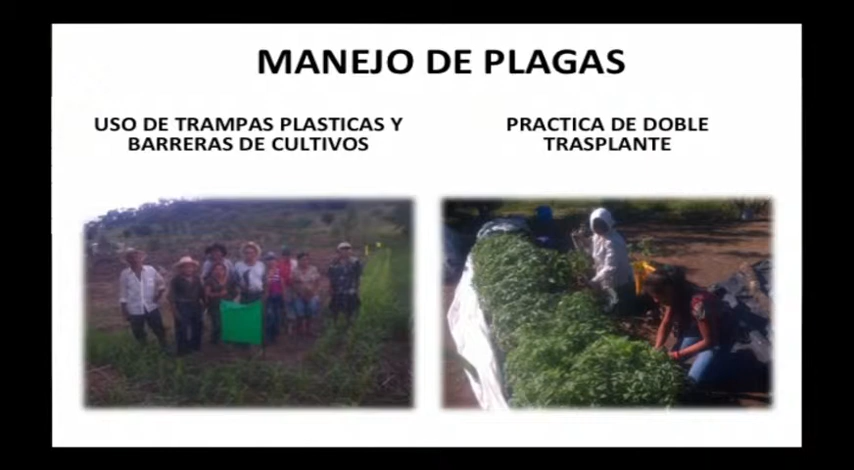 MANEJO DE PLAGAS
USO DE TRAMPAS PLASTICAS Y
BARRERAS DE CULTIVOS
PRACTICA DE DOBLE
TRASPLANTE